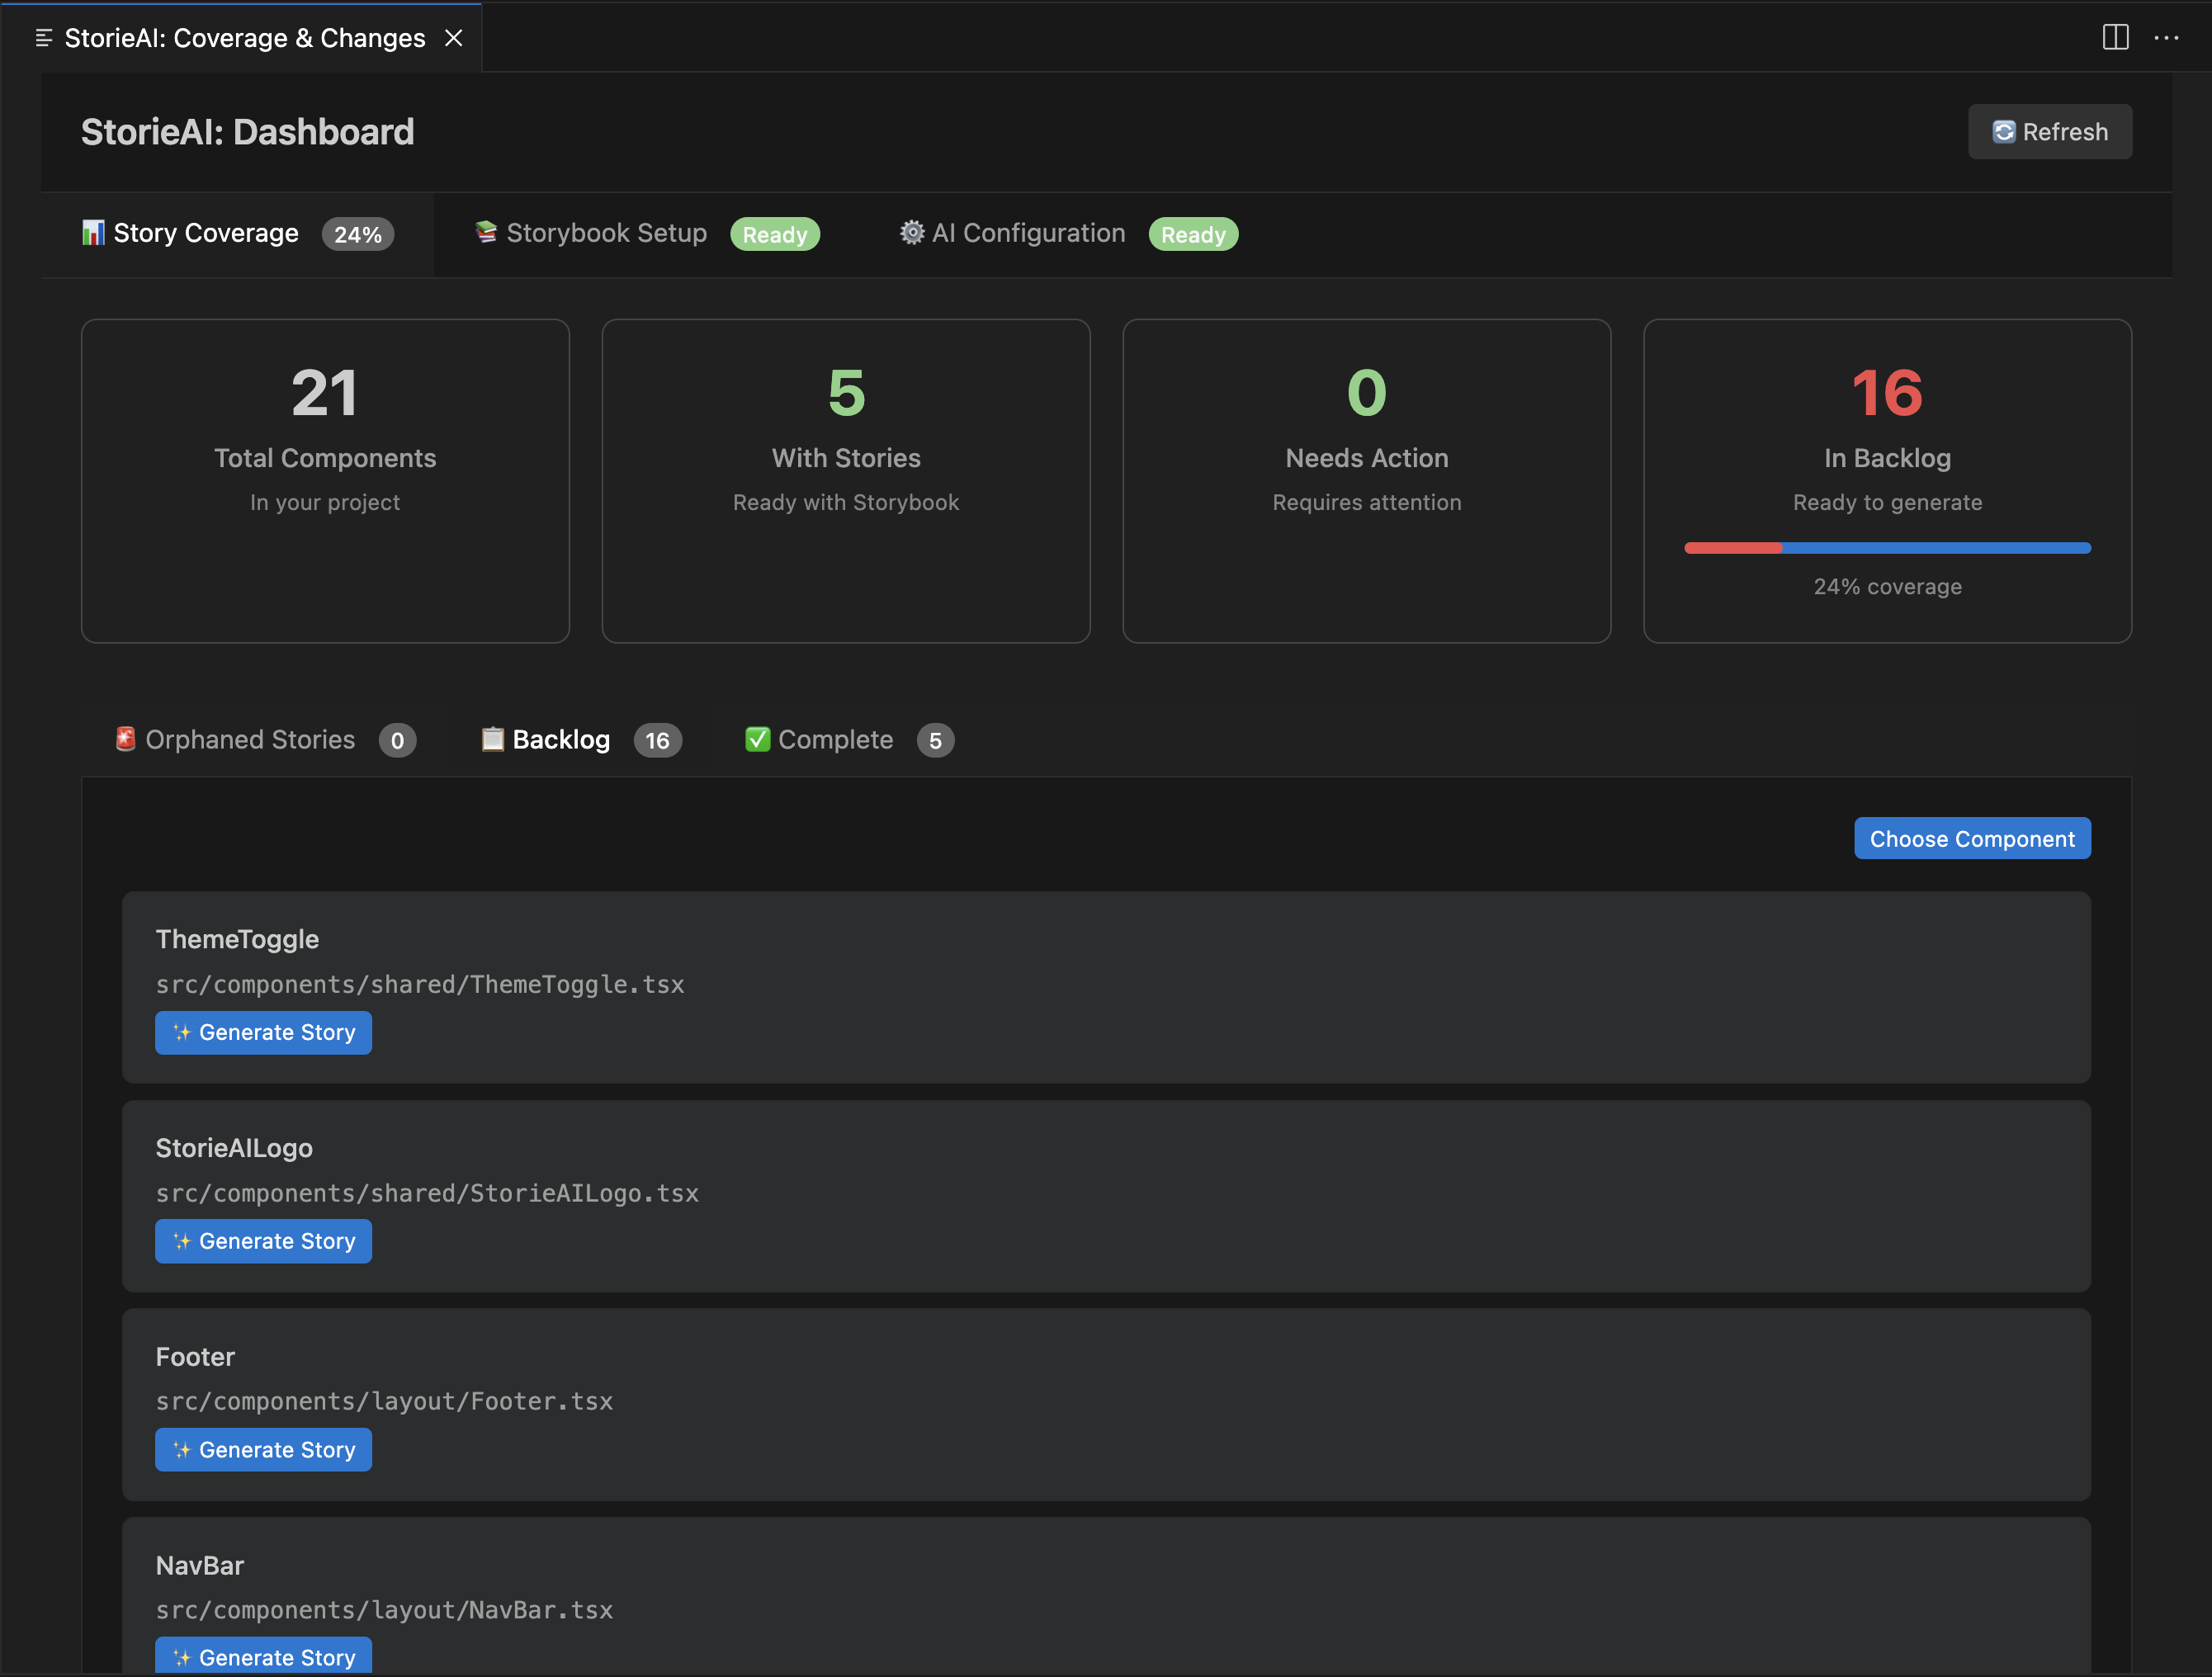 StorieAI: Coverage & Changes
StorieAI: Dashboard
Refresh
Story Coverage 24%
Storybook Setup Ready
AI Configuration Ready
21
Total Components
In your project
5
With Stories
Ready with Storybook
0
Needs Action
Requires attention
16
In Backlog
Ready to generate
24% coverage
Orphaned Stories 0
Backlog 16
Complete 5
Choose Component
ThemeToggle
src/components/shared/ThemeToggle.tsx
Generate Story
StorieAILogo
src/components/shared/StorieAILogo.tsx
Generate Story
Footer
src/components/layout/Footer.tsx
Generate Story
NavBar
src/components/layout/NavBar.tsx
Generate Story